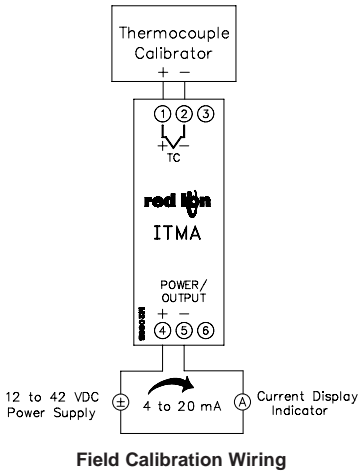 Thermocouple
Calibrator
+ −
1 2 3
+ −
TC
red lion
ITMA
POWER/
OUTPUT
+ −
4 5 6
12 to 42 VDC
Power Supply
±
4 to 20 mA
A
Current Display
Indicator
Field Calibration Wiring